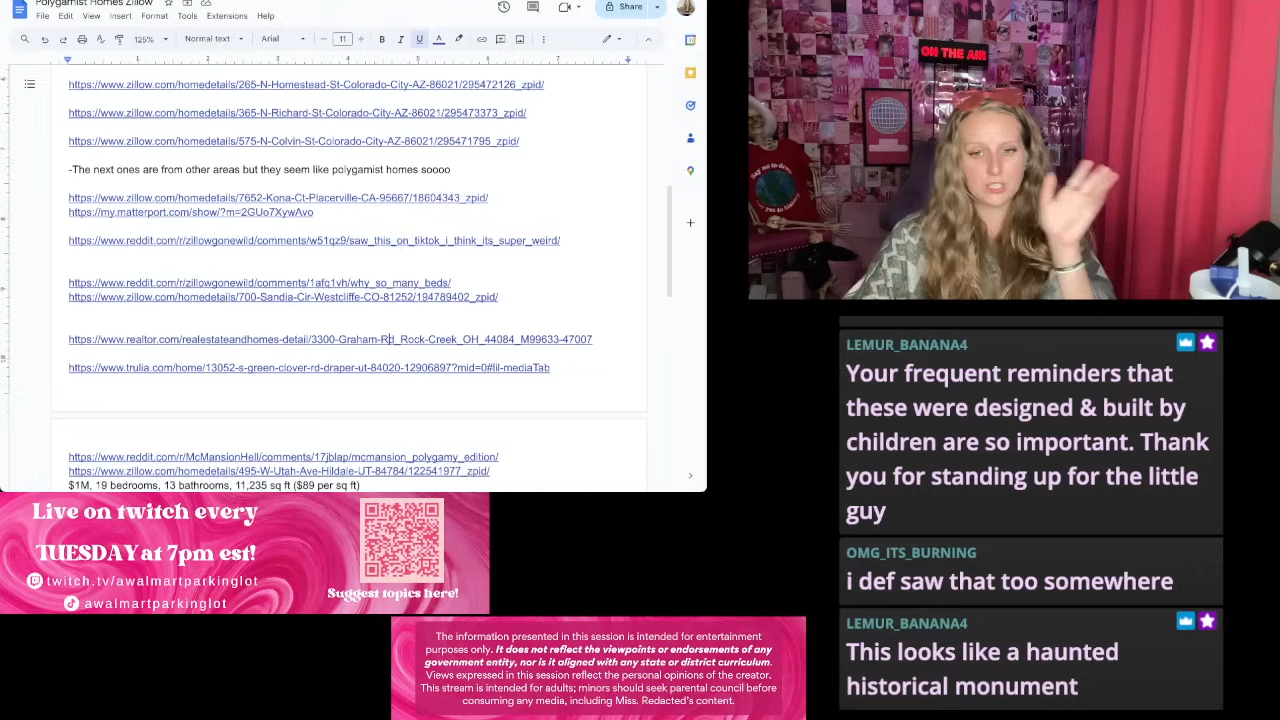 Polygamist Homes Zillow
File Edit View Insert Format Tools Extensions Help
Share
125% Normal text Arial 11 B I U A
1 2 3 4 5 6 7
https://www.zillow.com/homedetails/265-N-Homestead-St-Colorado-City-AZ-86021/295472126_zpid/
https://www.zillow.com/homedetails/365-N-Richard-St-Colorado-City-AZ-86021/295473373_zpid/
https://www.zillow.com/homedetails/575-N-Colvin-St-Colorado-City-AZ-86021/295471795_zpid/
-The next ones are from other areas but they seem like polygamist homes soooo
https://www.zillow.com/homedetails/7652-Kona-Ct-Placerville-CA-95667/18604343_zpid/
https://my.matterport.com/show/?m=2GUo7XywAvo
https://www.reddit.com/r/zillowgonewild/comments/w51qz9/saw_this_on_tiktok_i_think_its_super_weird/
https://www.reddit.com/r/zillowgonewild/comments/1afq1vh/why_so_many_beds/
https://www.zillow.com/homedetails/700-Sandia-Cir-Westcliffe-CO-81252/194789402_zpid/
https://www.realtor.com/realestateandhomes-detail/3300-Graham-Rd_Rock-Creek_OH_44084_M99633-47007
https://www.trulia.com/home/13052-s-green-clover-rd-draper-ut-84020-12906897?mid=0#lil-mediaTab
https://www.reddit.com/r/McMansionHell/comments/17jblap/mcmansion_polygamy_edition/
https://www.zillow.com/homedetails/495-W-Utah-Ave-Hildale-UT-84784/122541977_zpid/
$1M, 19 bedrooms, 13 bathrooms, 11,235 sq ft ($89 per sq ft)
ON THE AIR
Live on twitch every
TUESDAY at 7pm est!
twitch.tv/awalmartparkinglot
awalmartparkinglot
Suggest topics here!
The information presented in this session is intended for entertainment
purposes only. It does not reflect the viewpoints or endorsements of any
government entity, nor is it aligned with any state or district curriculum.
Views expressed in this session reflect the personal opinions of the creator.
This stream is intended for adults; minors should seek parental council before
consuming any media, including Miss. Redacted's content.
LEMUR_BANANA4
Your frequent reminders that
these were designed & built by
children are so important. Thank
you for standing up for the little
guy
OMG_ITS_BURNING
i def saw that too somewhere
LEMUR_BANANA4
This looks like a haunted
historical monument